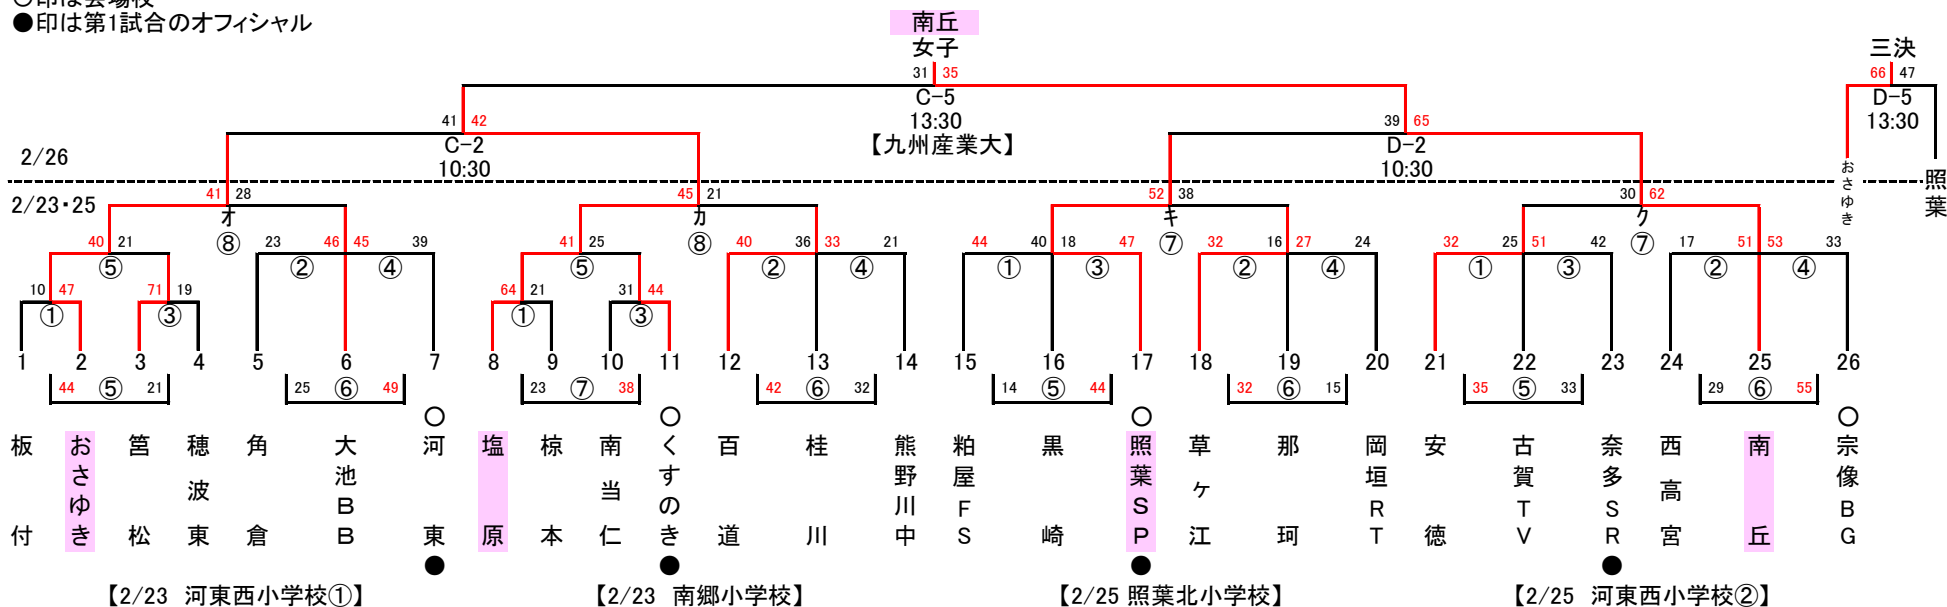 ●印は第1試合のオフィシャル
南丘
女子
三決
31 35
66 47
C-5
D-5
13:30
13:30
【九州産業大】
41 42
39 65
C-2
D-2
10:30
10:30
2/26
おさゆき
照葉
2/23・25
41 28
45 21
52 38
30 62
オ
カ
キ
ク
⑧
⑧
⑦
⑦
40 21
23 46 45 39
41 25
40 36 33 21
44 40 18 47
32 16 27 24
32 25 51 42
17 51 53 33
⑤ ② ④ ⑤ ② ④ ① ③ ② ④ ① ③ ② ④
10 47 71 19
64 21 31 44
① ③ ① ③
1 2 3 4 5 6 7 8 9 10 11 12 13 14 15 16 17 18 19 20 21 22 23 24 25 26
44 ⑤ 21
25 ⑥ 49
23 ⑦ 38
42 ⑥ 32
14 ⑤ 44
32 ⑥ 15
35 ⑤ 33
29 ⑥ 55
○ ○ ○ ○
板付
おさゆき
筥松
穂波東
角倉
大池BB
河東
塩原
椋本
南当仁
くすのき
百道
桂川
熊野川中
粕屋FS
黒崎
照葉SP
草ヶ江
那珂
岡垣RT
安徳
古賀TV
奈多SR
西高宮
南丘
宗像BG
● ● ● ●
【2/23 河東西小学校①】
【2/23 南郷小学校】
【2/25 照葉北小学校】
【2/25 河東西小学校②】